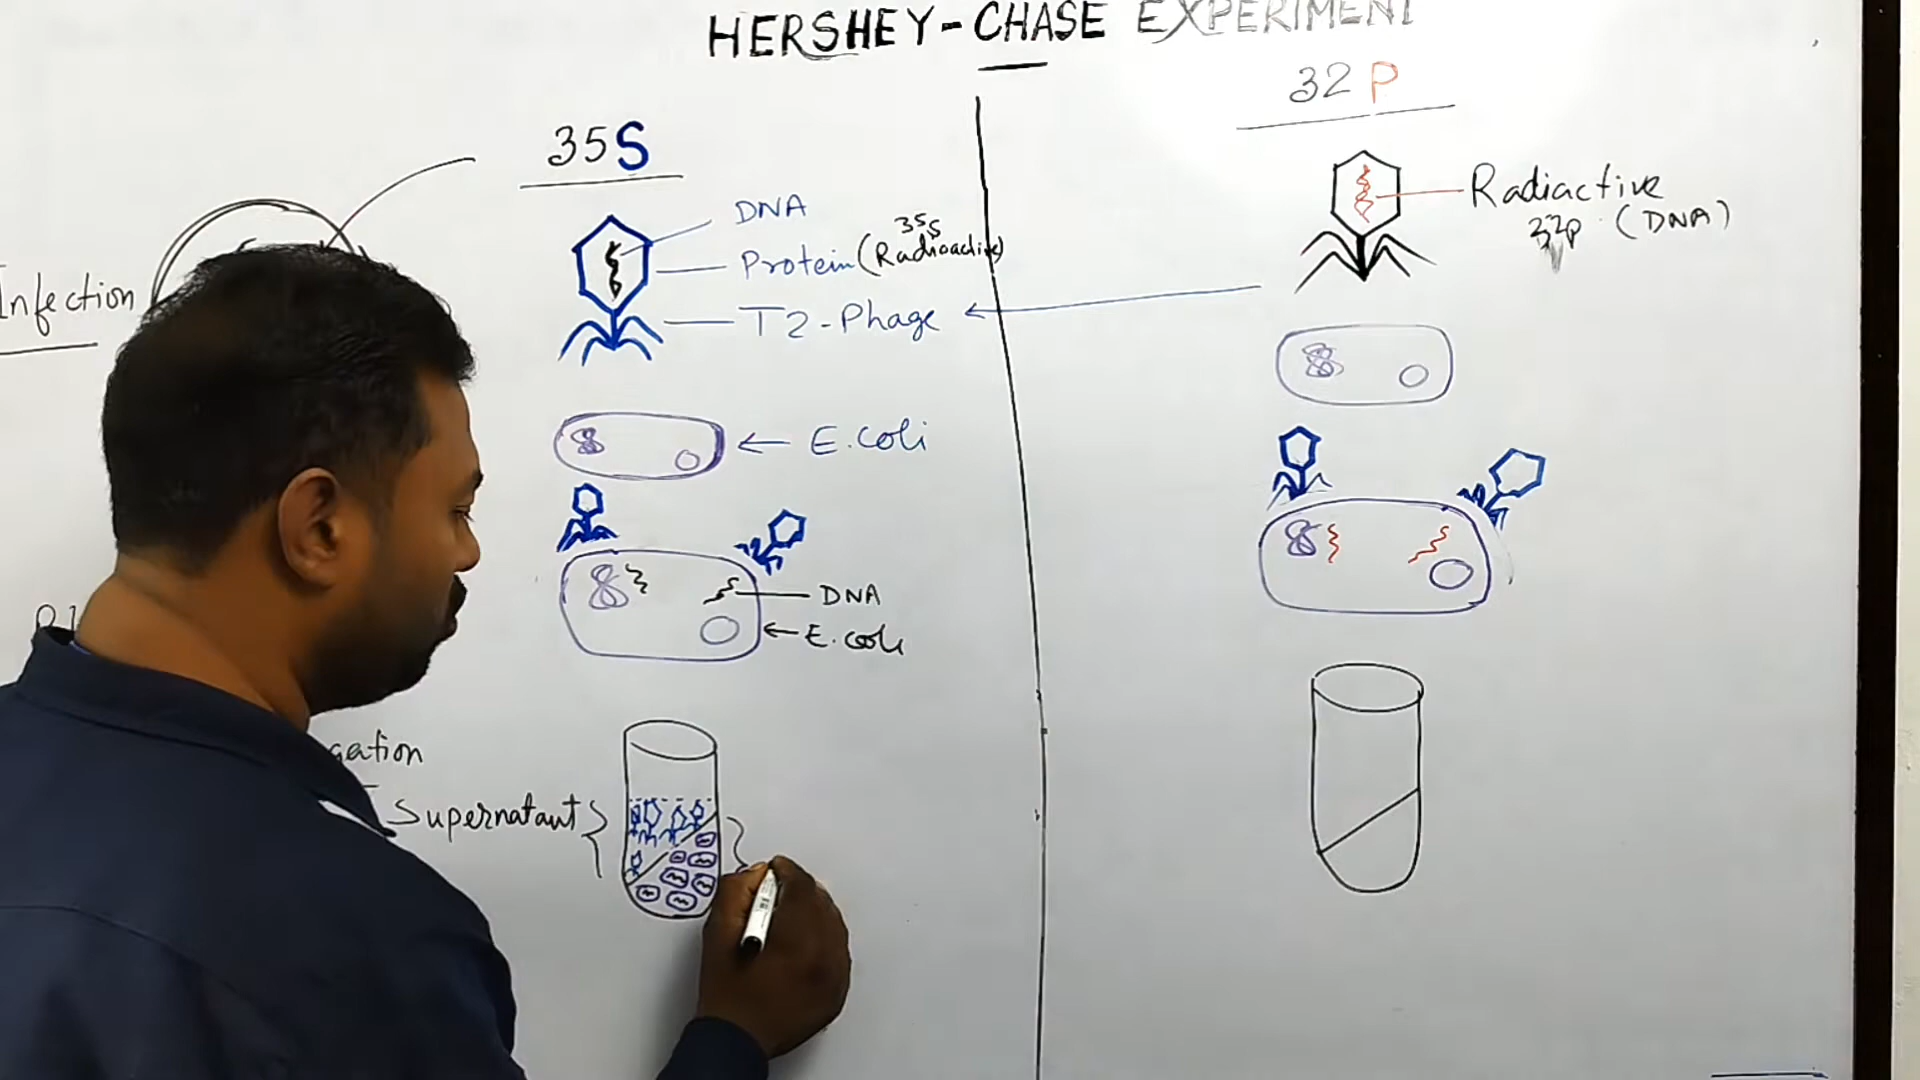 HERSHEY-CHASE EXPERIMENT
35S
DNA
35S
Protein (Radioactive)
T2-Phage
E.coli
DNA
E.coli
Supernatant
32P
Radiactive
32P (DNA)
Infection
gation